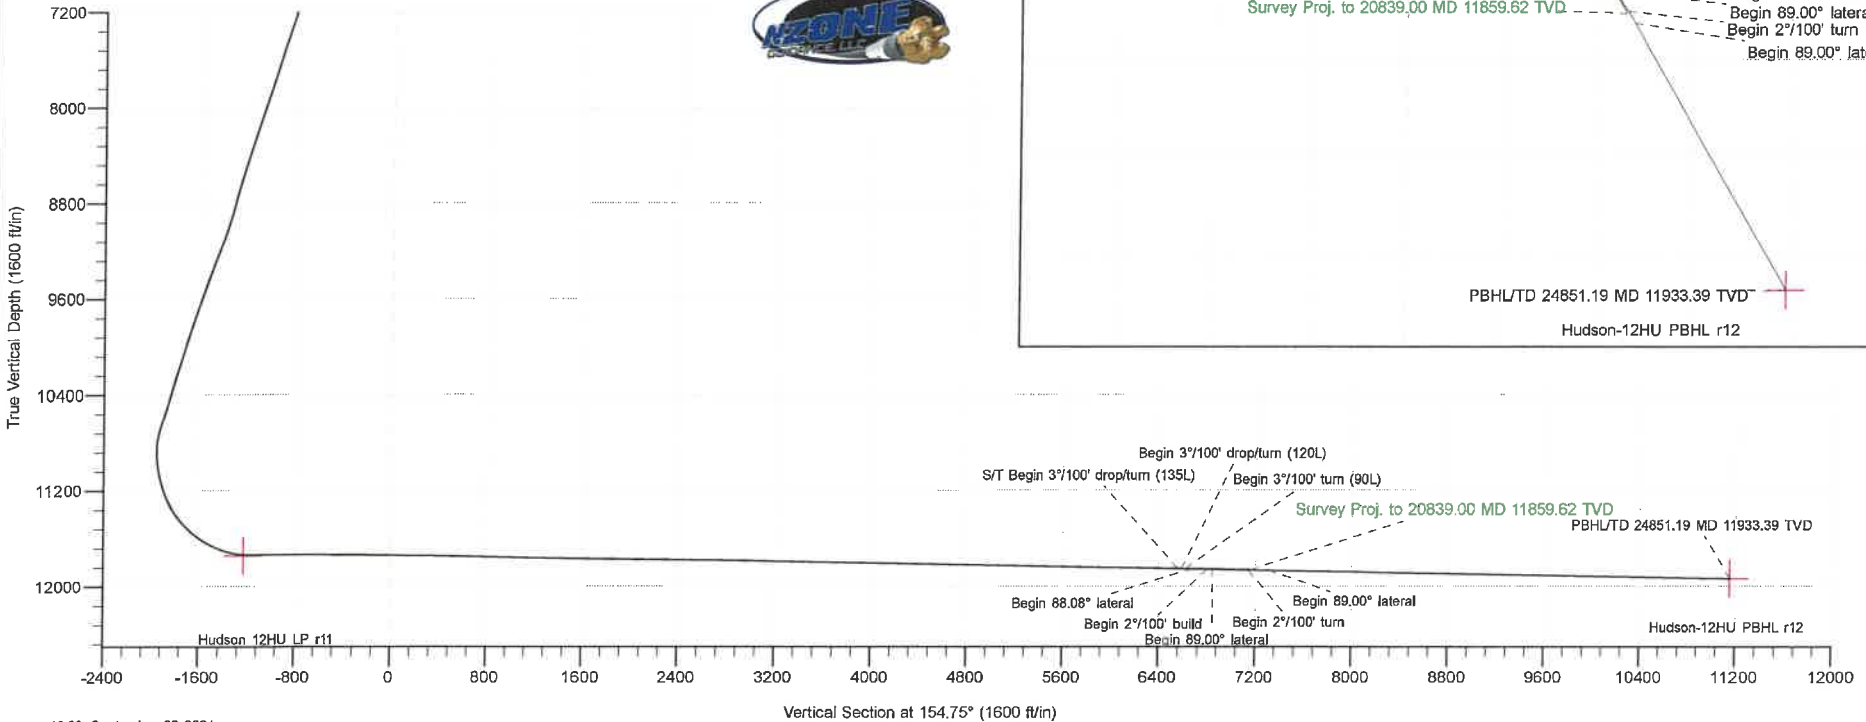 7200
8000
8800
9600
10400
11200
12000
True Vertical Depth (1600 ft/in)
NZONE
LLC
Survey Proj. to 20839.00 MD 11859.62 TVD
Begin 89.00° latera
Begin 2°/100' turn
Begin 89.00° late
PBHL/TD 24851.19 MD 11933.39 TVD
Hudson-12HU PBHL r12
Begin 3°/100' drop/turn (120L)
S/T Begin 3°/100' drop/turn (135L)
Begin 3°/100' turn (90L)
Survey Proj. to 20839.00 MD 11859.62 TVD
PBHL/TD 24851.19 MD 11933.39 TVD
Begin 88.08° lateral
Begin 89.00° lateral
Begin 2°/100' build
Begin 2°/100' turn
Begin 89.00° lateral
Hudson 12HU LP r11
Hudson-12HU PBHL r12
-2400 -1600 -800 0 800 1600 2400 3200 4000 4800 5600 6400 7200 8000 8800 9600 10400 11200 12000
Vertical Section at 154.75° (1600 ft/in)